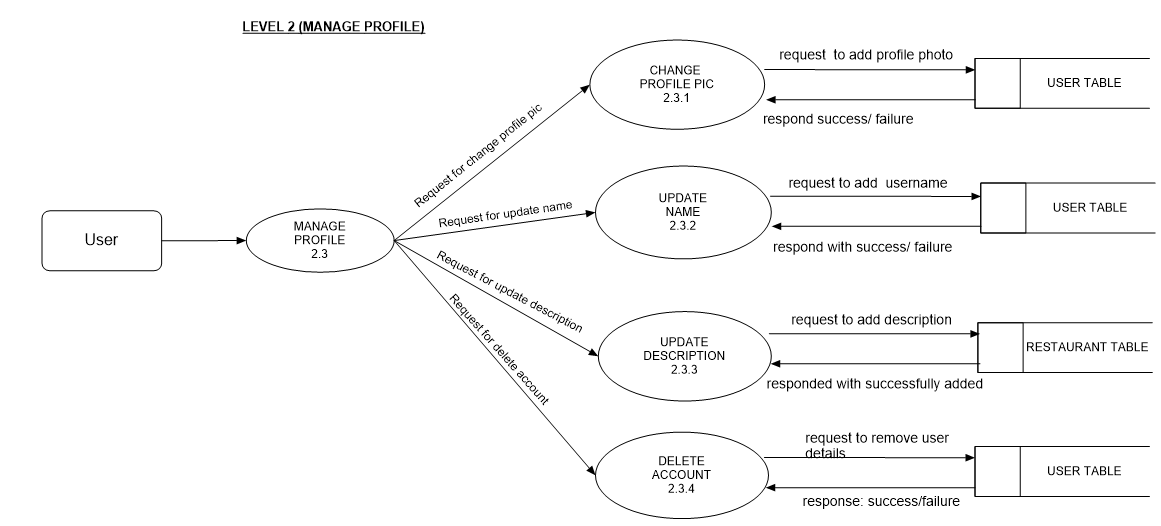 LEVEL 2 (MANAGE PROFILE)
User
MANAGE
PROFILE
2.3
Request for change profile pic
Request for update name
Request for update description
Request for delete account
CHANGE
PROFILE PIC
2.3.1
request to add profile photo
respond success/ failure
USER TABLE
UPDATE
NAME
2.3.2
request to add username
respond with success/ failure
USER TABLE
UPDATE
DESCRIPTION
2.3.3
request to add description
responded with successfully added
RESTAURANT TABLE
DELETE
ACCOUNT
2.3.4
request to remove user
details
response: success/failure
USER TABLE